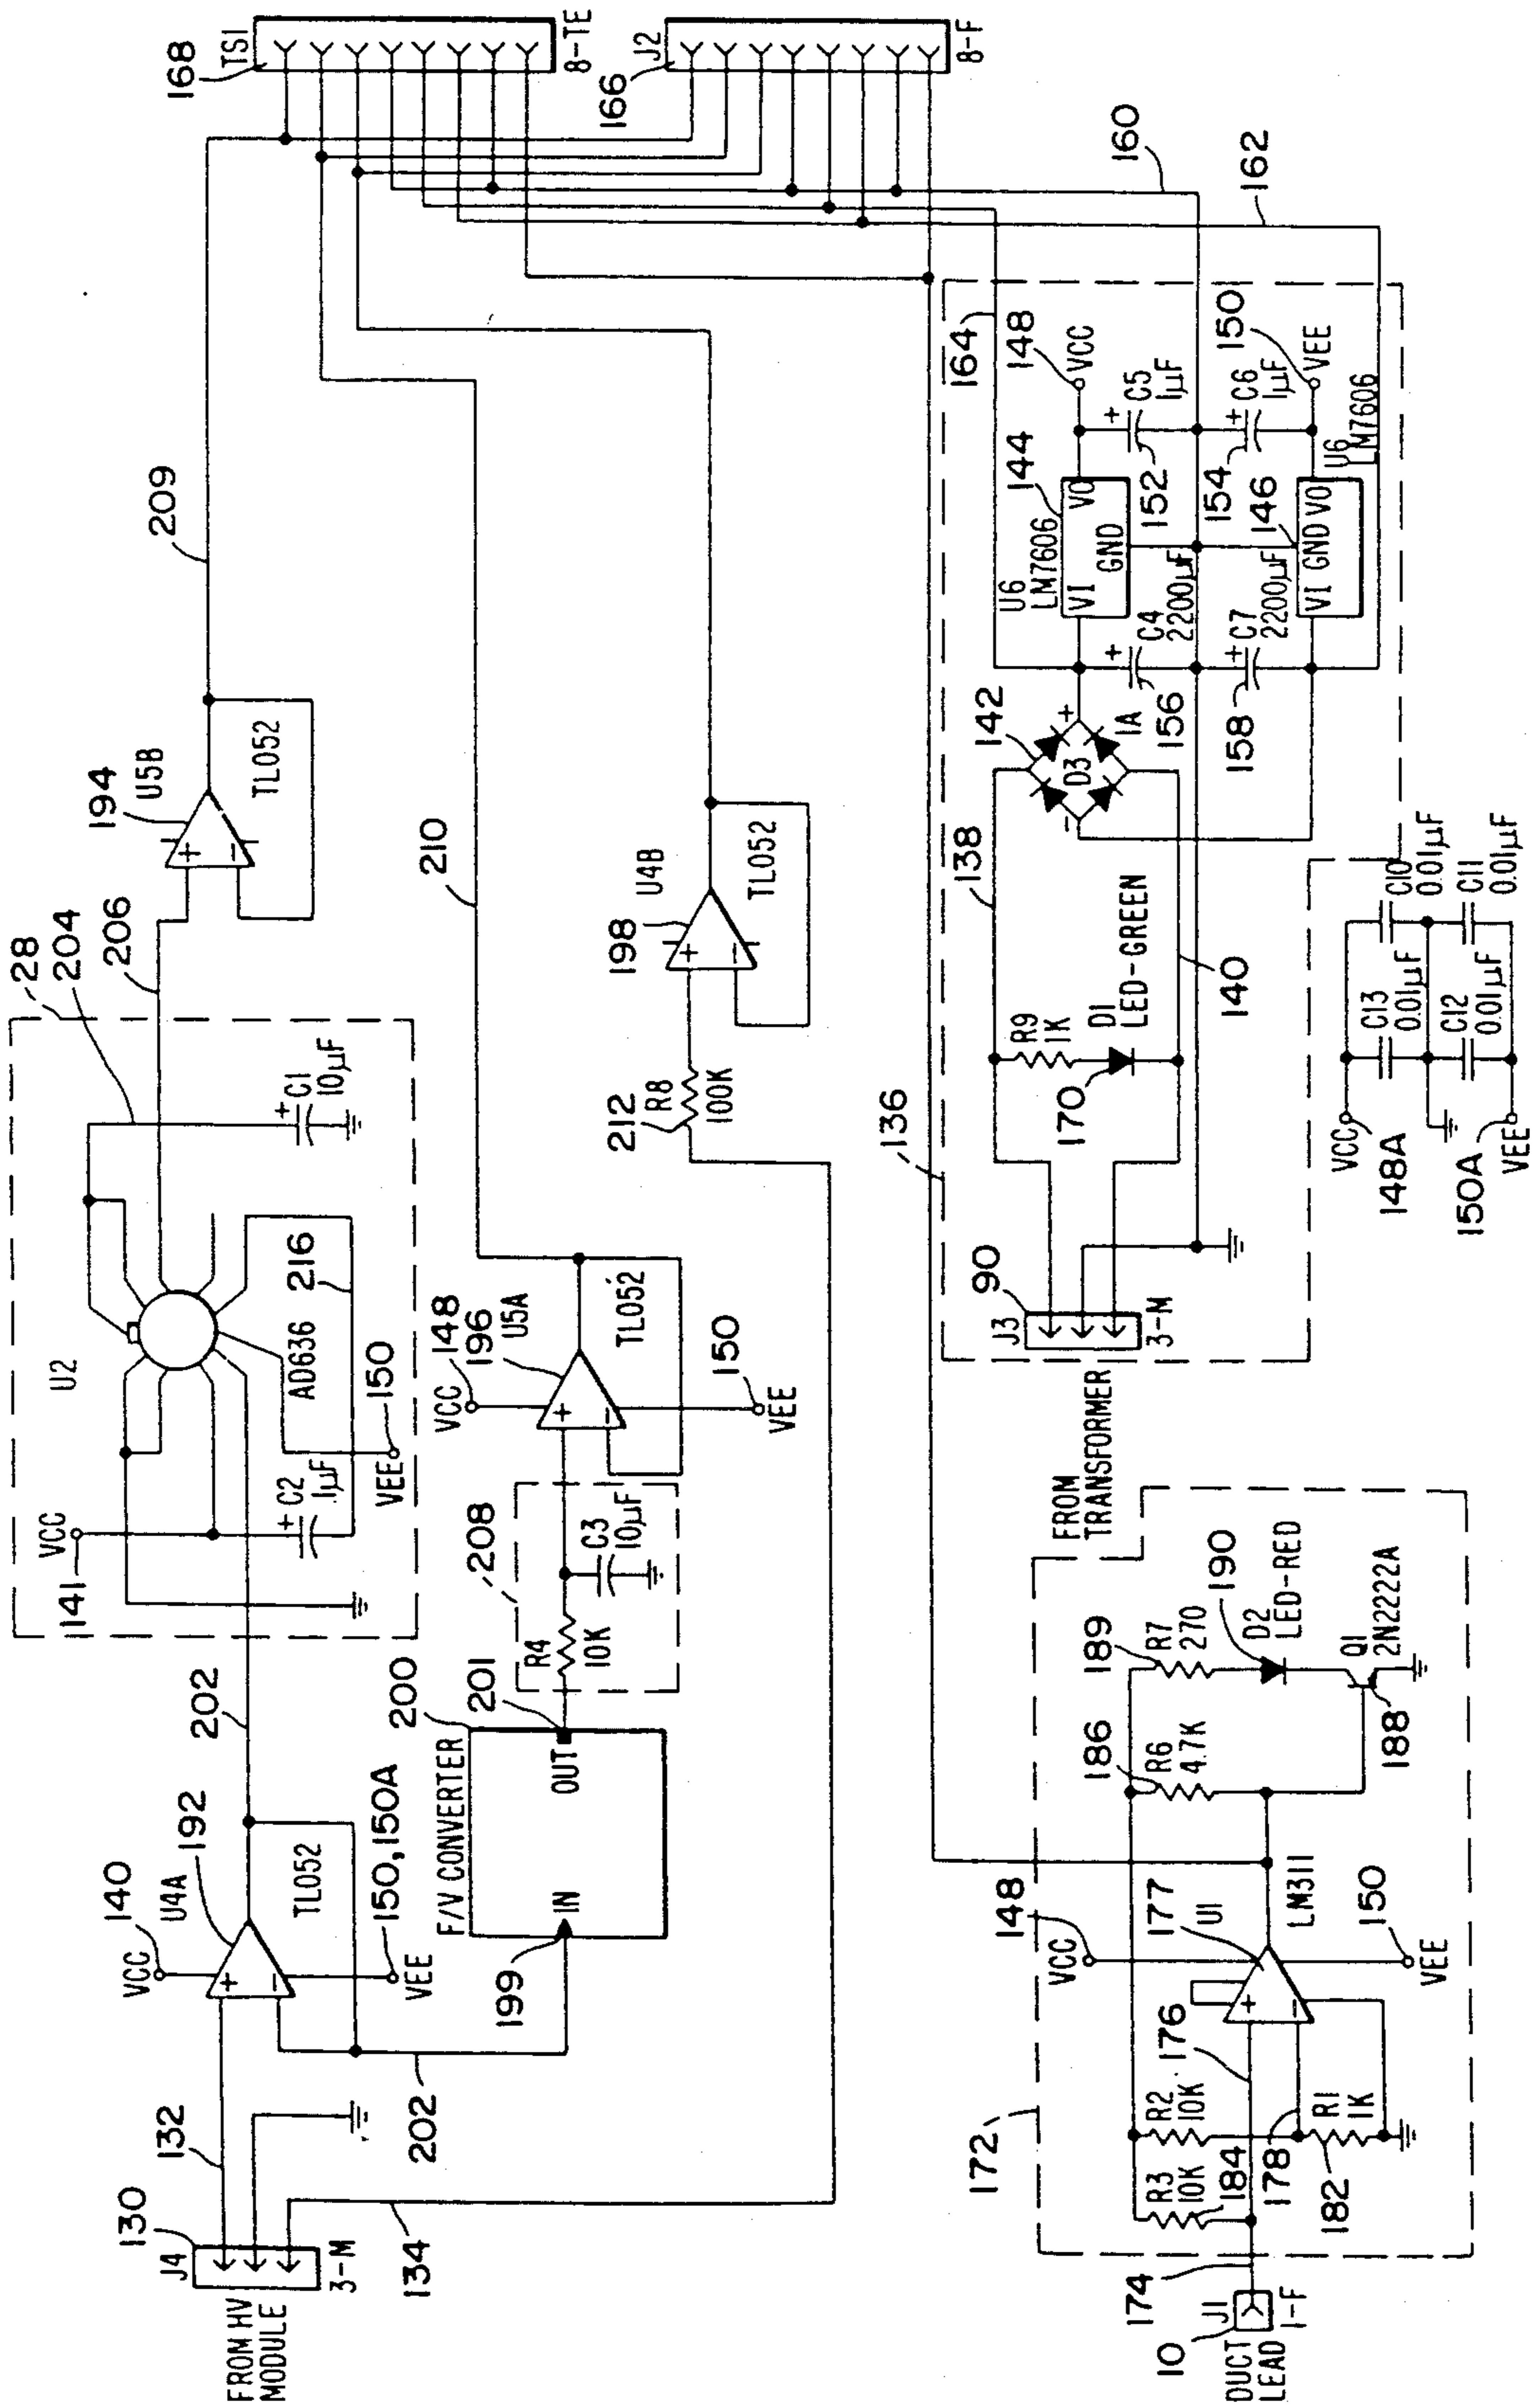 168
TS1
8-TE
J2
166
8-F
209
160
162
194
U5B
TL052
28
204
206
U2
AD636
216
C1
10µF
VCC
141
C2
.1µF
VEE
150
210
198
U4B
TL052
212
R8
100K
VCC
148
196
U5A
TL052
150
VEE
208
R4
10K
C3
10µF
202
200
201
F/V CONVERTER
IN
OUT
199
140
VCC
U4A
192
TL052
150, 150A
VEE
202
132
130
J4
3-M
FROM HV
MODULE
134
164
148
VCC
144
U6
LM7606
VI
VO
GND
C5
1µF
152
150
VEE
C6
1µF
154
146
U6
LM7606
VI
GND
VO
C4
2200µF
156
C7
2200µF
158
142
D3
1A
138
R9
1K
D1
LED-GREEN
170
140
136
90
J3
3-M
FROM
TRANSFORMER
C10
0.01µF
C11
0.01µF
C13
0.01µF
C12
0.01µF
VCC
148A
150A
VEE
189
R7
270
190
D2
LED-RED
Q1
2N2222A
188
186
R6
4.7K
148
VCC
177
U1
LM311
150
VEE
176
172
R2
10K
R3
10K
184
178
R1
1K
182
174
J1
10
1-F
DUCT
LEAD